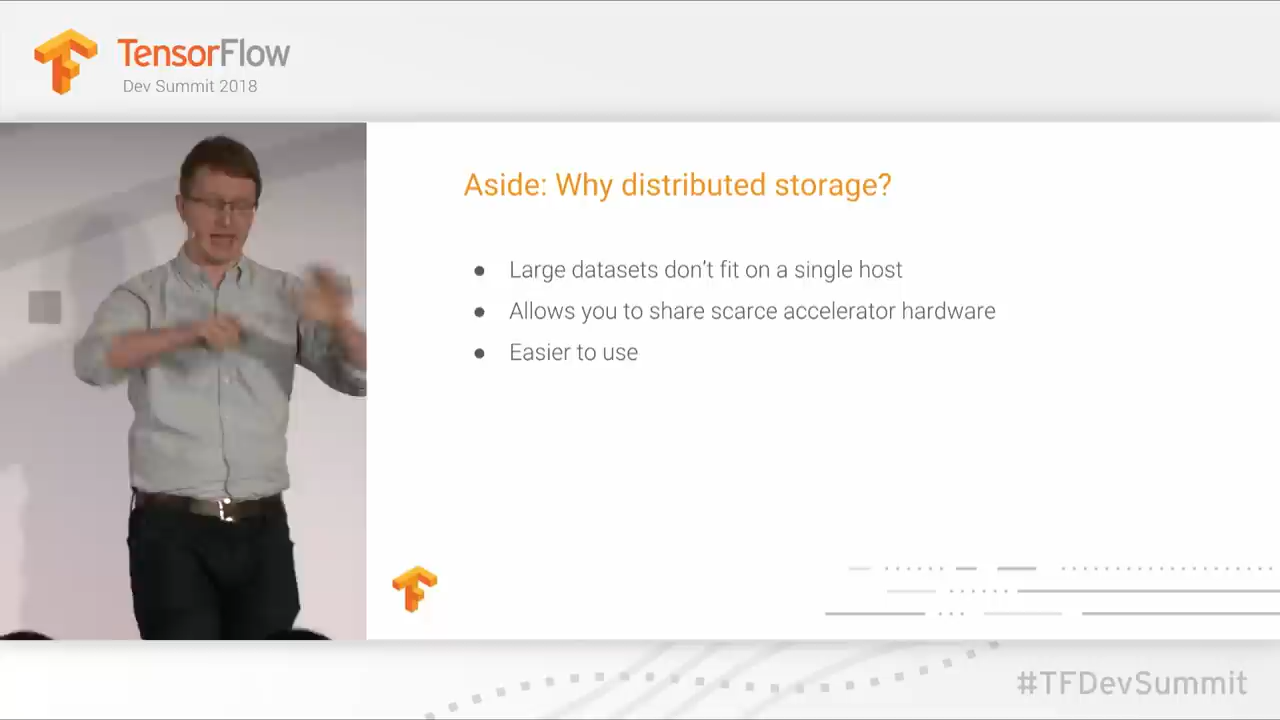 TensorFlow
Dev Summit 2018
Aside: Why distributed storage?
● Large datasets don't fit on a single host
● Allows you to share scarce accelerator hardware
● Easier to use
#TFDevSummit